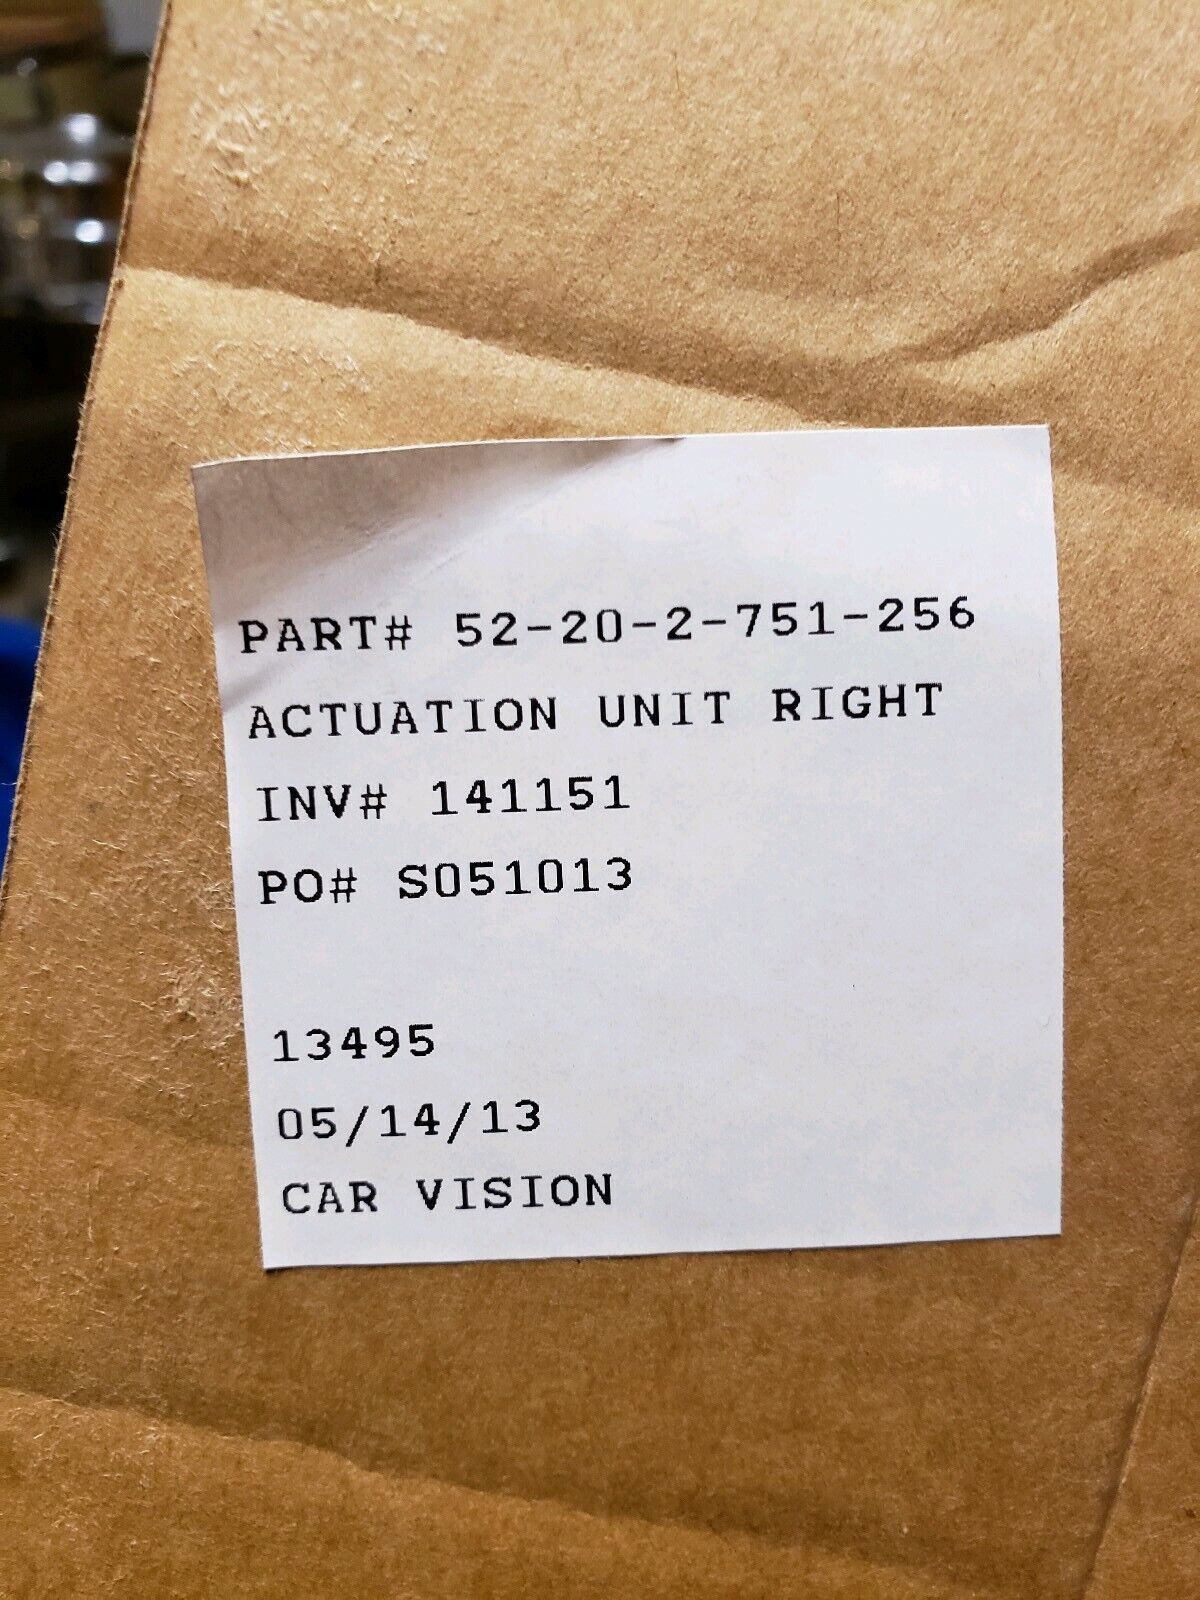 PART# 52-20-2-751-256
ACTUATION UNIT RIGHT
INV# 141151
PO# S051013
13495
05/14/13
CAR VISION